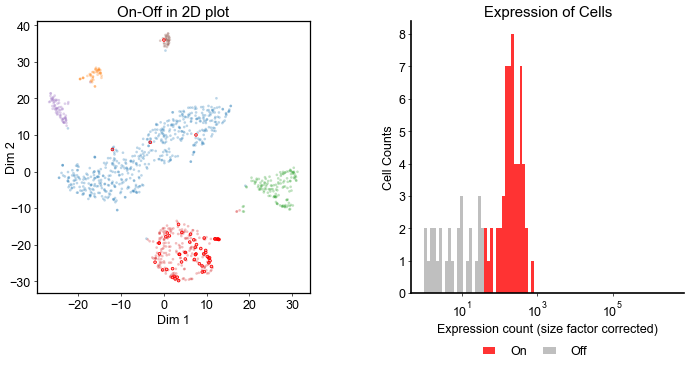 On-Off in 2D plot
40
30
20
10
0
−10
−20
−30
Dim 2
−20 −10 0 10 20 30
Dim 1
Expression of Cells
8
7
6
5
4
3
2
1
0
Cell Counts
10¹ 10³ 10⁵
Expression count (size factor corrected)
On Off